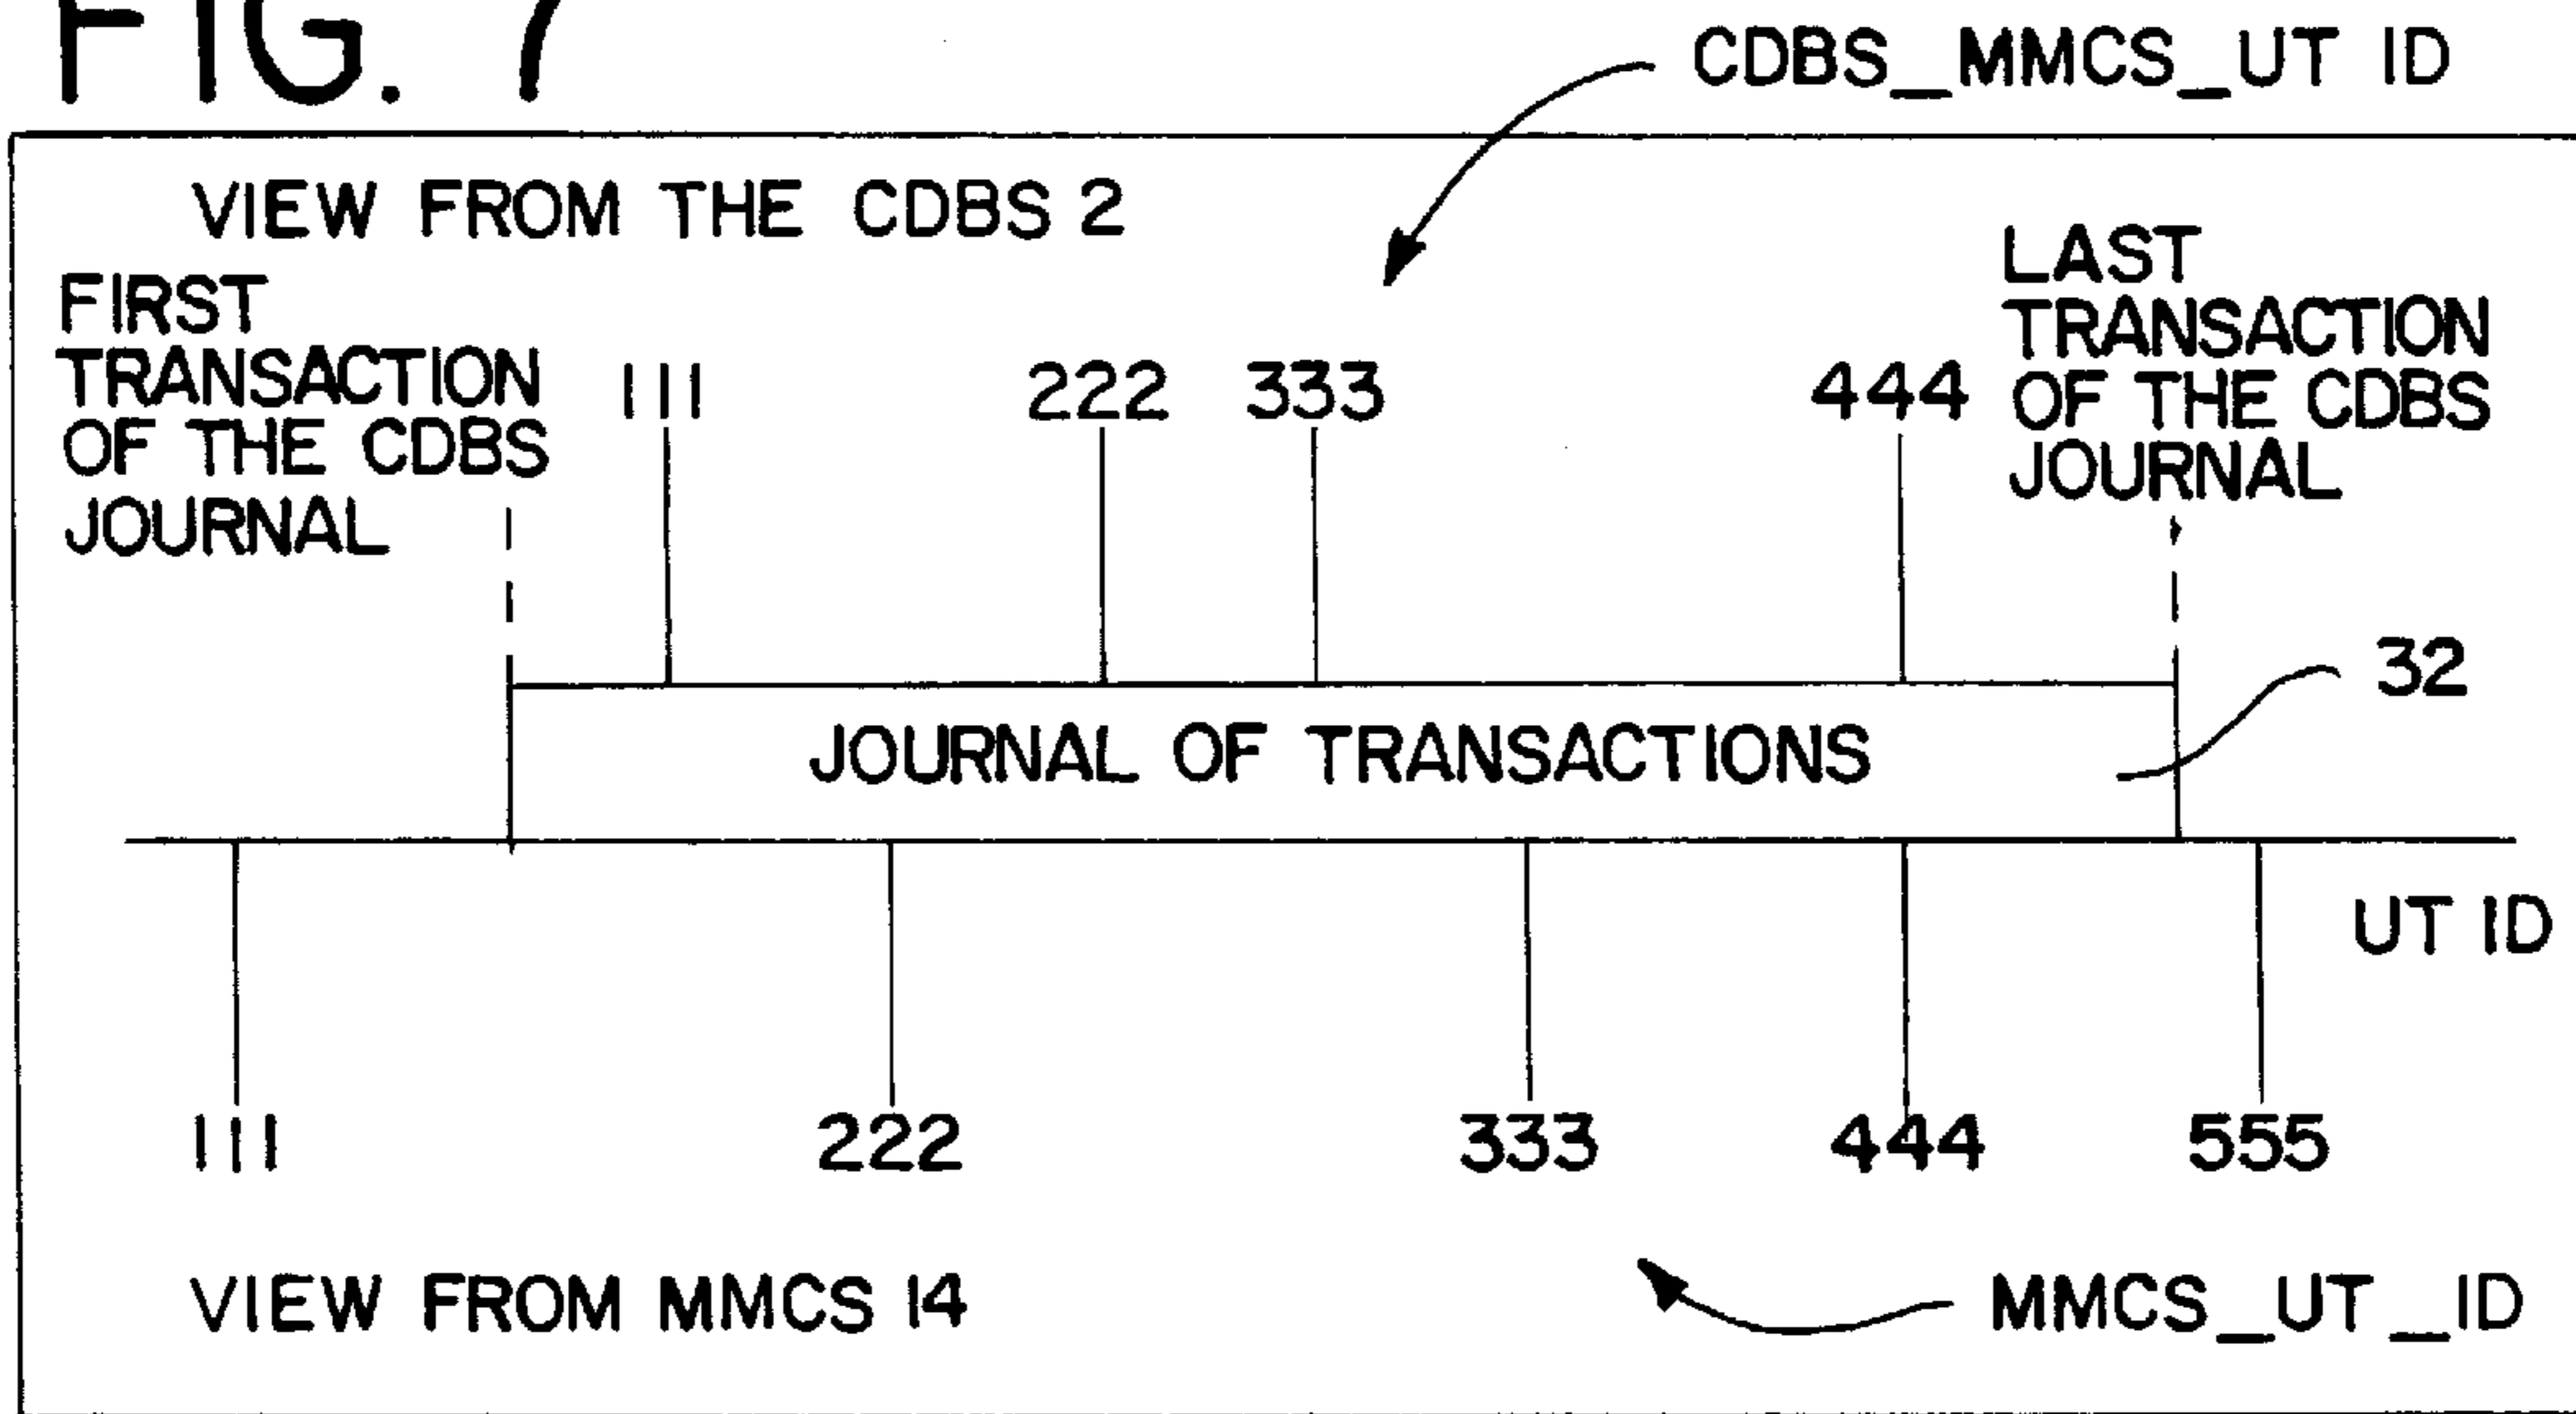 FIG. 7
CDBS_MMCS_UT ID
VIEW FROM THE CDBS 2
FIRST
TRANSACTION
OF THE CDBS
JOURNAL
111
222
333
444
LAST
TRANSACTION
OF THE CDBS
JOURNAL
32
JOURNAL OF TRANSACTIONS
UT ID
111
222
333
444
555
VIEW FROM MMCS 14
MMCS_UT_ID